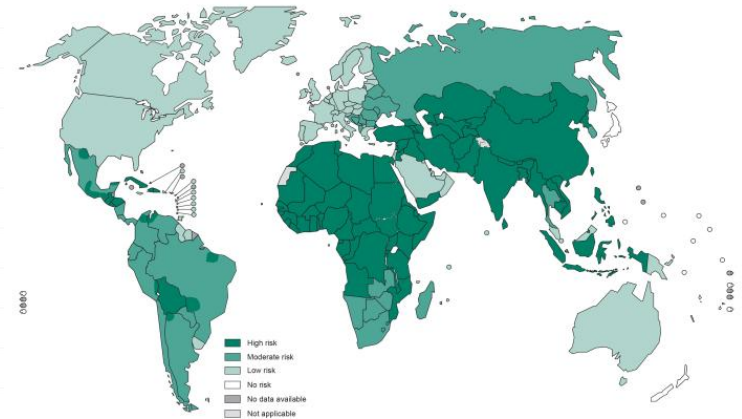 High risk
Moderate risk
Low risk
No risk
No data available
Not applicable